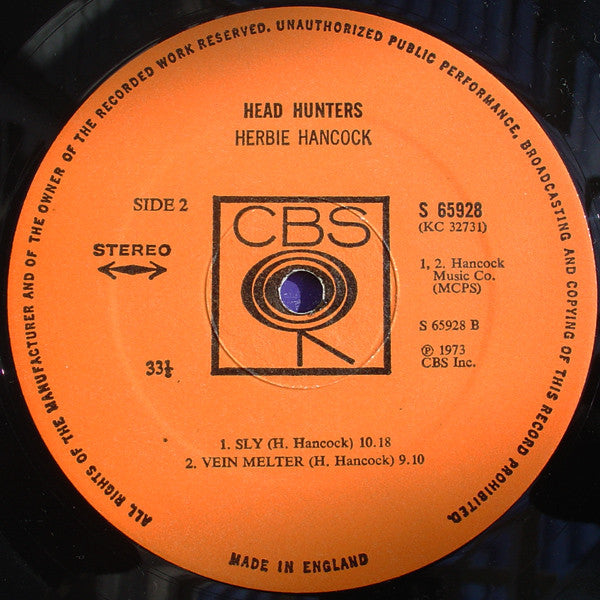 ALL RIGHTS OF THE MANUFACTURER AND OF THE OWNER OF THE RECORDED WORK RESERVED. UNAUTHORIZED PUBLIC PERFORMANCE, BROADCASTING AND COPYING OF THIS RECORD PROHIBITED.
HEAD HUNTERS
HERBIE HANCOCK
SIDE 2
STEREO
33⅓
CBS
S 65928
(KC 32731)
1, 2. Hancock
Music Co.
(MCPS)
S 65928 B
℗ 1973
CBS Inc.
1. SLY (H. Hancock) 10.18
2. VEIN MELTER (H. Hancock) 9.10
MADE IN ENGLAND